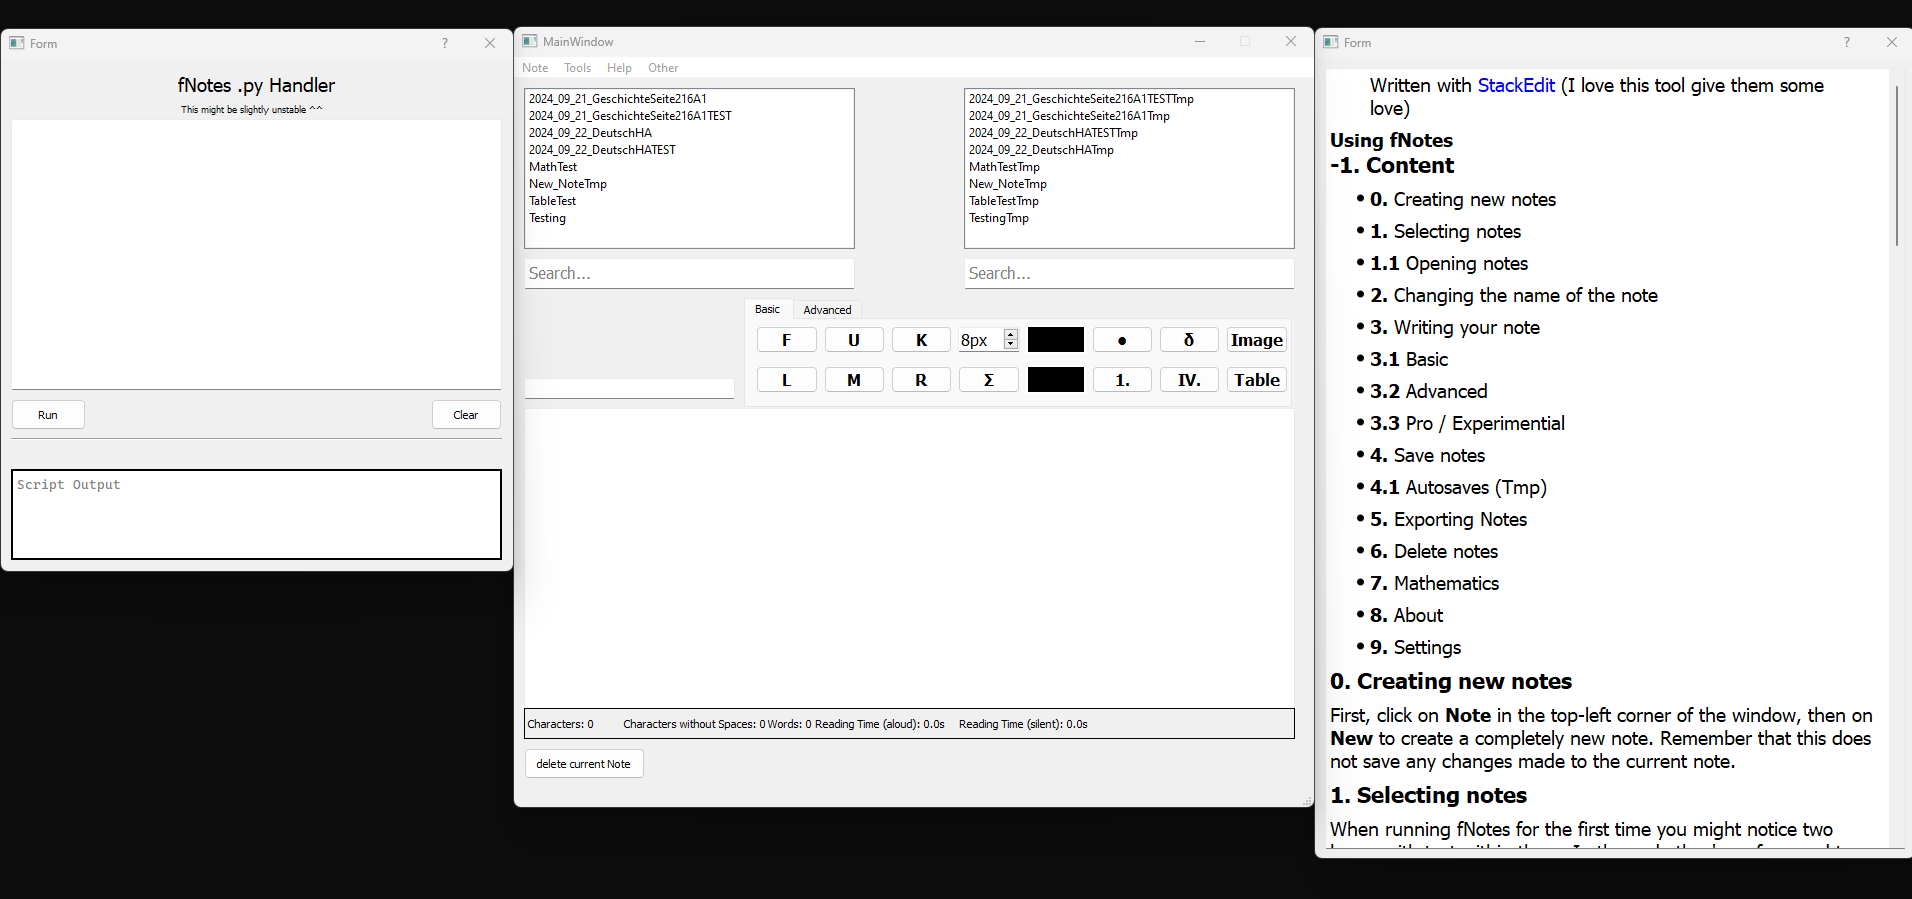 Form
?
fNotes .py Handler
This might be slightly unstable ^^
Run
Clear
Script Output
MainWindow
Note Tools Help Other
2024_09_21_GeschichteSeite216A1
2024_09_21_GeschichteSeite216A1TEST
2024_09_22_DeutschHA
2024_09_22_DeutschHATEST
MathTest
New_NoteTmp
TableTest
Testing
2024_09_21_GeschichteSeite216A1TESTTmp
2024_09_21_GeschichteSeite216A1Tmp
2024_09_22_DeutschHATESTTmp
2024_09_22_DeutschHATmp
MathTestTmp
New_NoteTmp
TableTestTmp
TestingTmp
Search...
Search...
Basic Advanced
F U K 8px ● δ Image
L M R Σ 1. IV. Table
Characters: 0 Characters without Spaces: 0 Words: 0 Reading Time (aloud): 0.0s Reading Time (silent): 0.0s
delete current Note
Form
?
Written with StackEdit (I love this tool give them some
love)
Using fNotes
-1. Content
• 0. Creating new notes
• 1. Selecting notes
• 1.1 Opening notes
• 2. Changing the name of the note
• 3. Writing your note
• 3.1 Basic
• 3.2 Advanced
• 3.3 Pro / Experimential
• 4. Save notes
• 4.1 Autosaves (Tmp)
• 5. Exporting Notes
• 6. Delete notes
• 7. Mathematics
• 8. About
• 9. Settings
0. Creating new notes
First, click on Note in the top-left corner of the window, then on
New to create a completely new note. Remember that this does
not save any changes made to the current note.
1. Selecting notes
When running fNotes for the first time you might notice two